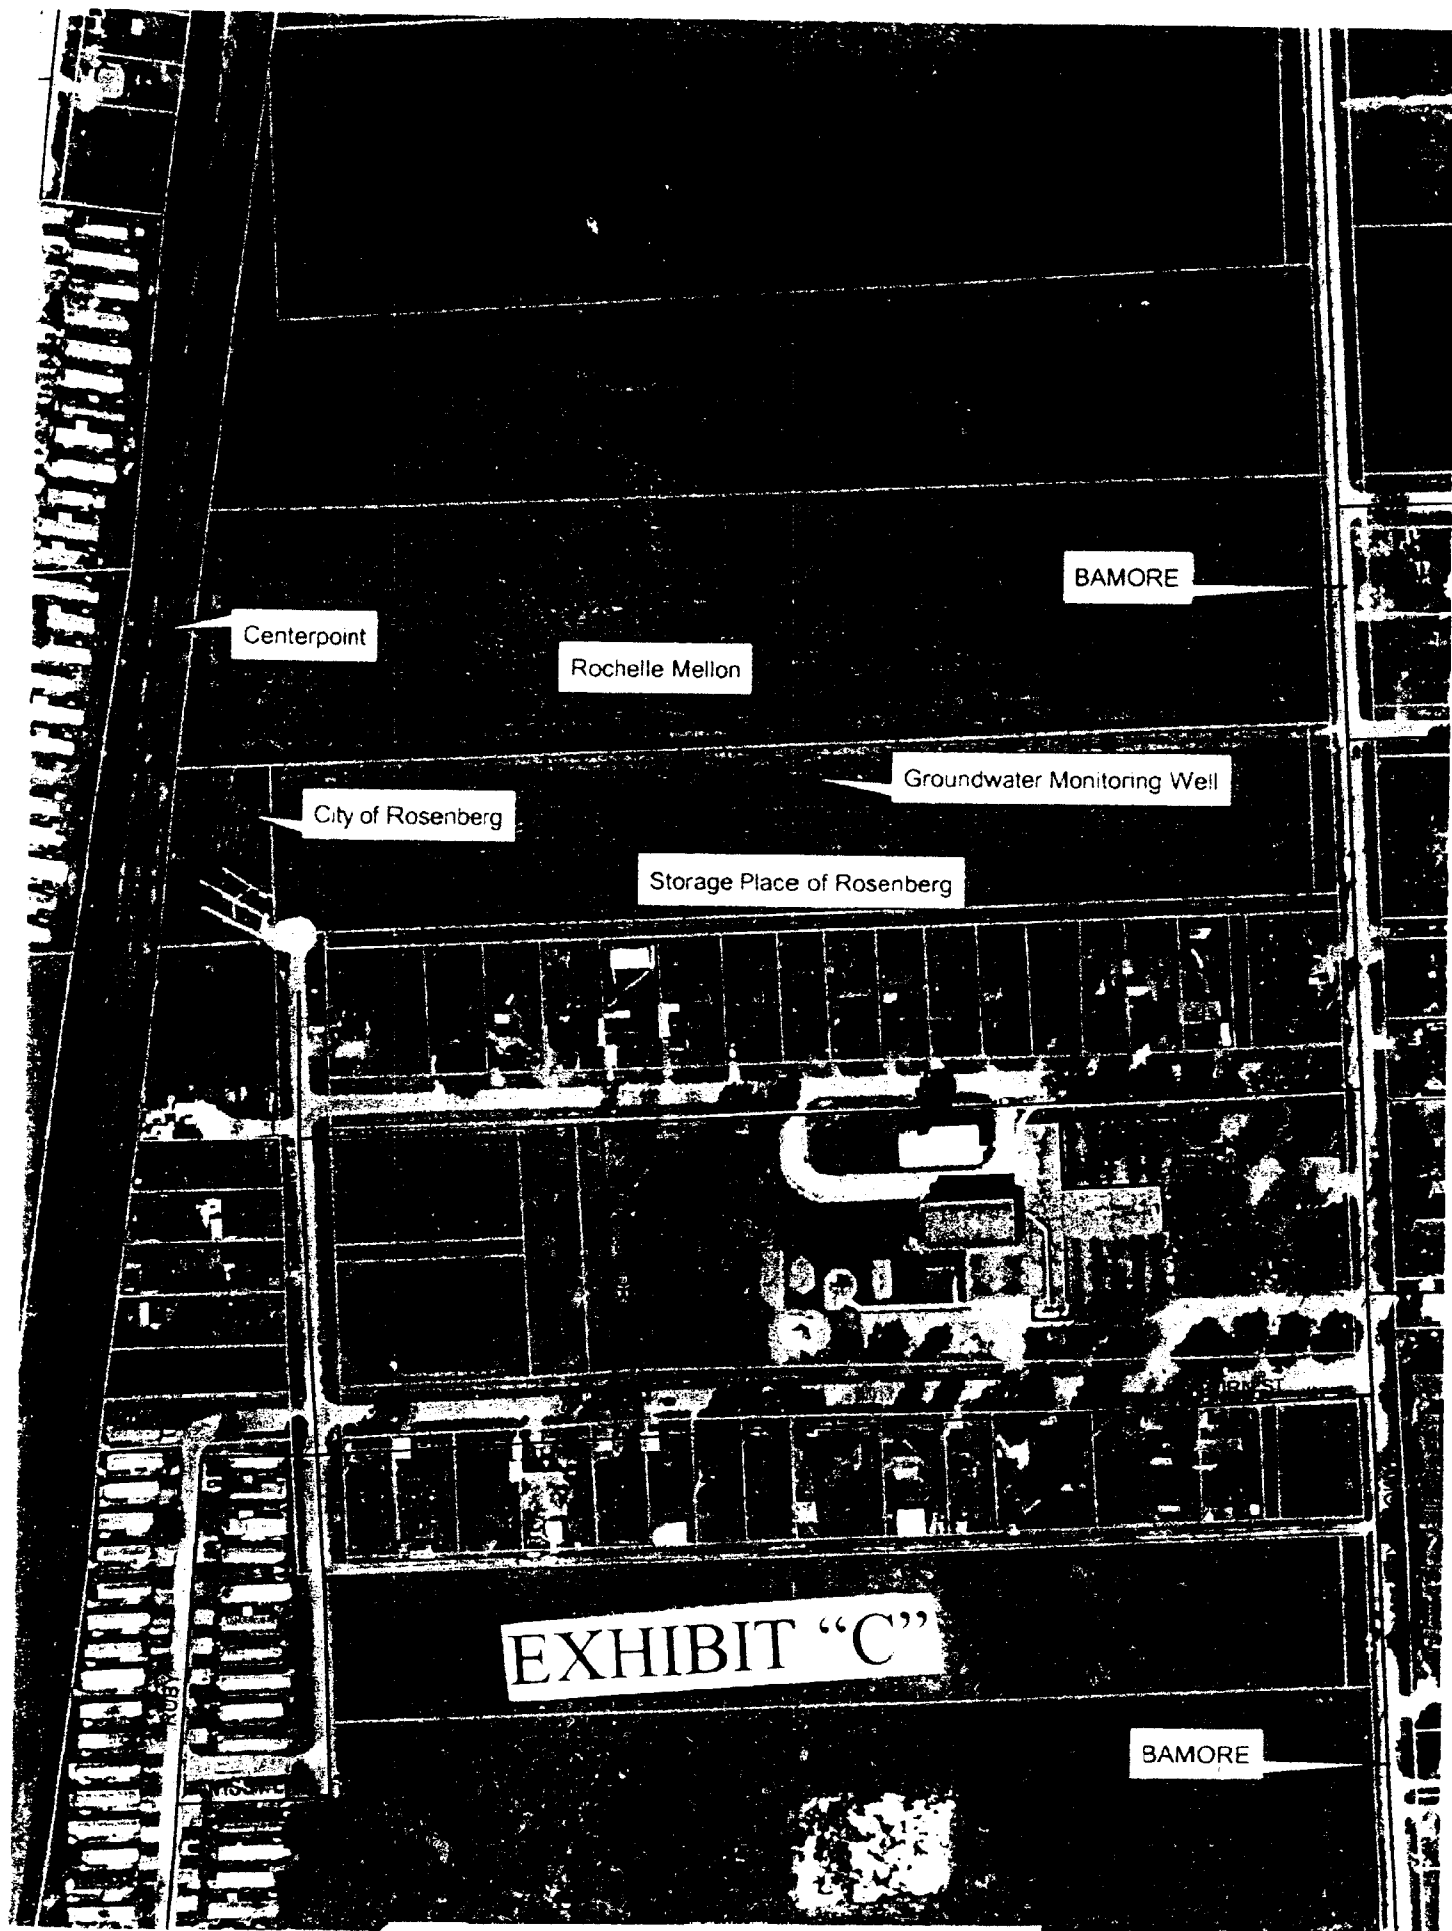 BAMORE
Centerpoint
Rochelle Mellon
Groundwater Monitoring Well
City of Rosenberg
Storage Place of Rosenberg
EXHIBIT “C”
BAMORE